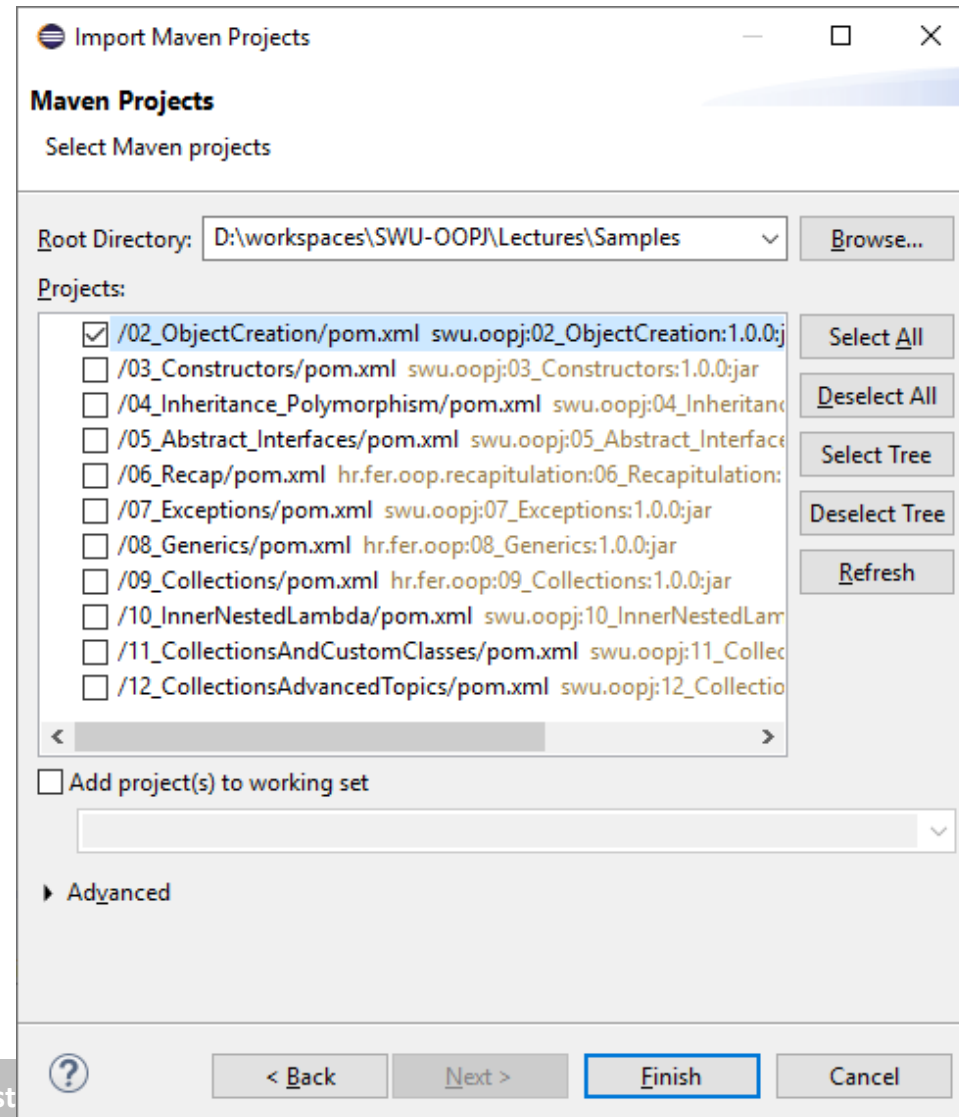 Import Maven Projects
Maven Projects
Select Maven projects
Root Directory: D:\workspaces\SWU-OOPJ\Lectures\Samples Browse...
Projects:
/02_ObjectCreation/pom.xml swu.oopj:02_ObjectCreation:1.0.0:j
/03_Constructors/pom.xml swu.oopj:03_Constructors:1.0.0:jar
/04_Inheritance_Polymorphism/pom.xml swu.oopj:04_Inheritanc
/05_Abstract_Interfaces/pom.xml swu.oopj:05_Abstract_Interface
/06_Recap/pom.xml hr.fer.oop.recapitulation:06_Recapitulation:
/07_Exceptions/pom.xml swu.oopj:07_Exceptions:1.0.0:jar
/08_Generics/pom.xml hr.fer.oop:08_Generics:1.0.0:jar
/09_Collections/pom.xml hr.fer.oop:09_Collections:1.0.0:jar
/10_InnerNestedLambda/pom.xml swu.oopj:10_InnerNestedLam
/11_CollectionsAndCustomClasses/pom.xml swu.oopj:11_Collec
/12_CollectionsAdvancedTopics/pom.xml swu.oopj:12_Collectio
Select All
Deselect All
Select Tree
Deselect Tree
Refresh
Add project(s) to working set
Advanced
? < Back Next > Finish Cancel
st